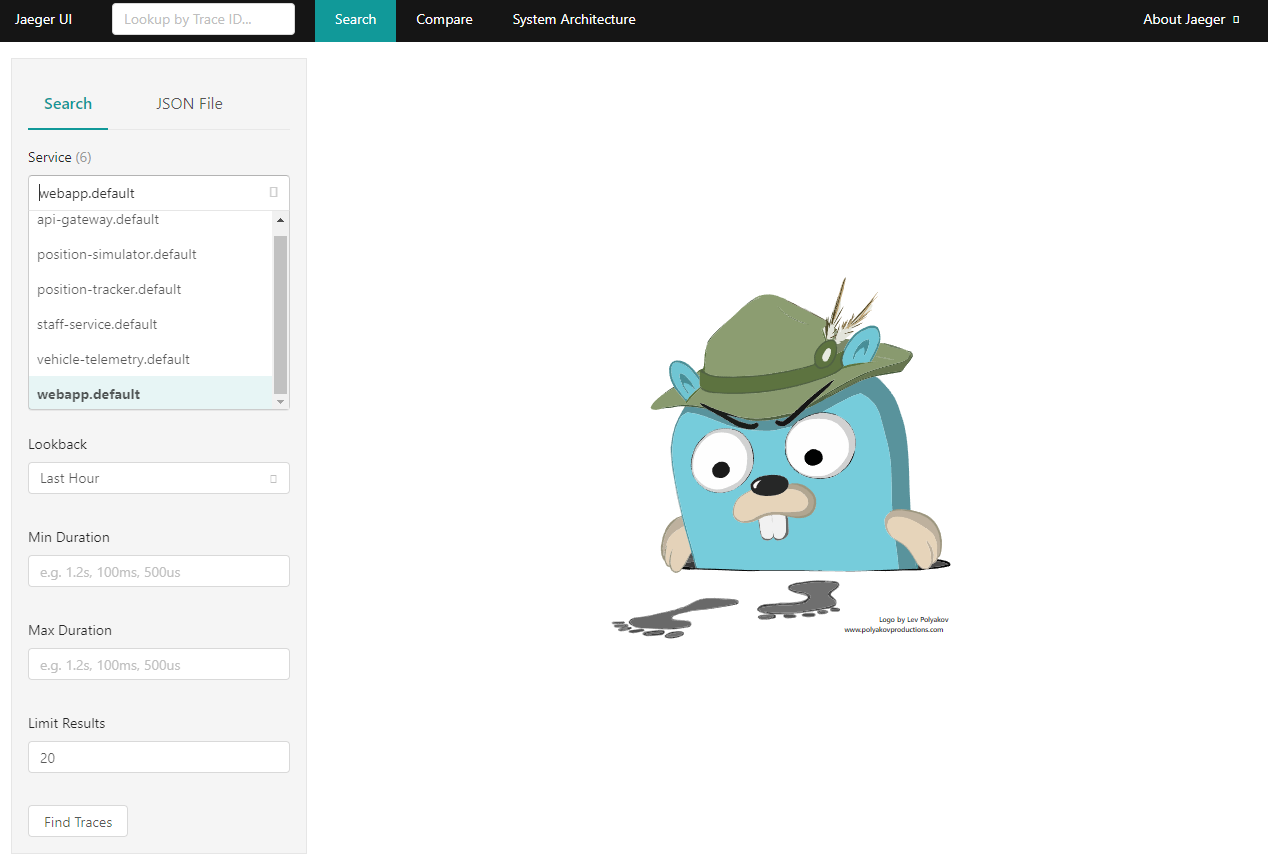 Jaeger UI
Lookup by Trace ID...
Search
Compare
System Architecture
About Jaeger
Search
JSON File
Service (6)
webapp.default
api-gateway.default
position-simulator.default
position-tracker.default
staff-service.default
vehicle-telemetry.default
webapp.default
Lookback
Last Hour
Min Duration
e.g. 1.2s, 100ms, 500us
Max Duration
e.g. 1.2s, 100ms, 500us
Limit Results
20
Find Traces
Logo by Lev Polyakov
www.polyakovproductions.com